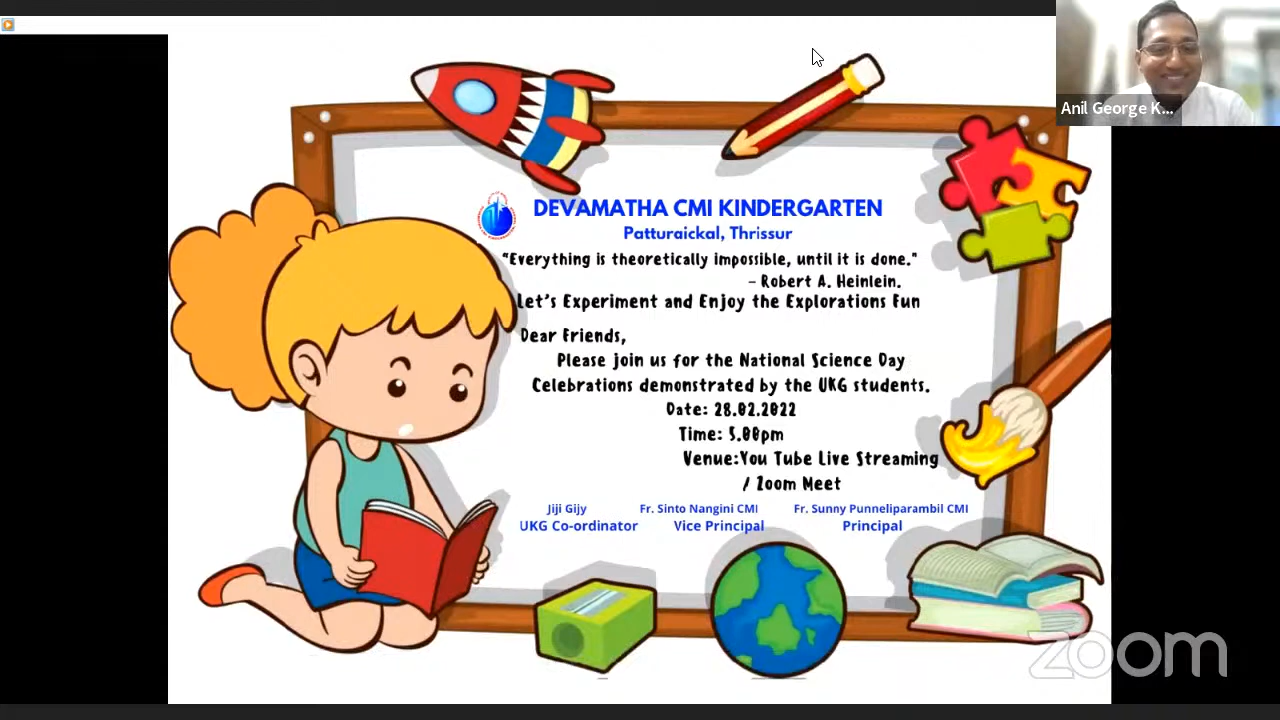 Anil George K...
DEVAMATHA CMI KINDERGARTEN
Patturaickal, Thrissur
"Everything is theoretically impossible, until it is done."
– Robert A. Heinlein.
Let's Experiment and Enjoy the Explorations Fun
Dear Friends,
Please join us for the National Science Day
Celebrations demonstrated by the UKG students.
Date: 28.02.2022
Time: 5.00pm
Venue:You Tube Live Streaming
/ Zoom Meet
Jiji Gijy Fr. Sinto Nangini CMI Fr. Sunny Punneliparambil CMI
UKG Co-ordinator Vice Principal Principal
zoom